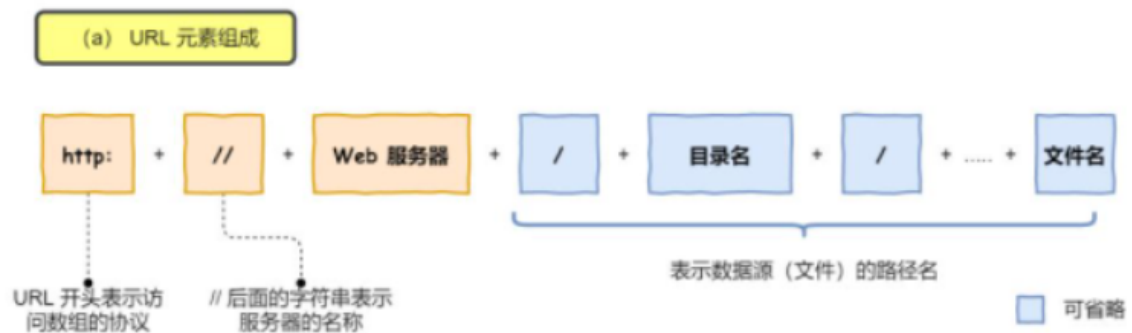 （a） URL 元素组成
http: + // + Web 服务器 + / + 目录名 + / + ..... + 文件名
表示数据源（文件）的路径名
URL 开头表示访
问数组的协议
// 后面的字符串表示
服务器的名称
可省略